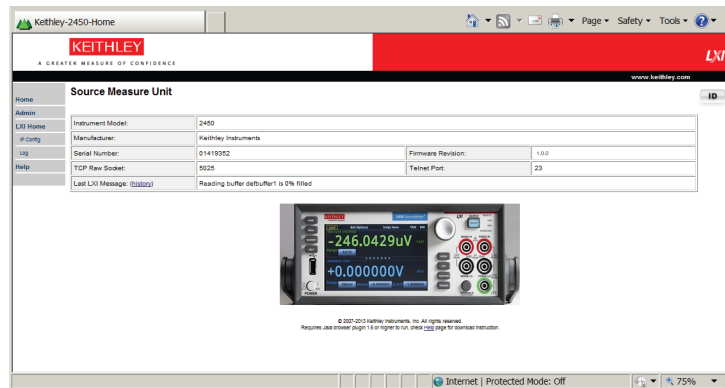 Keithley-2450-Home
Page Safety Tools
KEITHLEY
A GREATER MEASURE OF CONFIDENCE
LXI
www.keithley.com
Home
Admin
LXI Home
IP Config
Log
Help
Source Measure Unit
ID
Instrument Model: 2450
Manufacturer: Keithley Instruments
Serial Number: 01419352 Firmware Revision: 1.0.0
TCP Raw Socket: 5025 Telnet Port: 23
Last LXI Message: (history) Reading buffer defbuffer1 is 0% filled
KEITHLEY
-246.0429uV
+0.000000V
POWER
© 2007-2013 Keithley Instruments, Inc. All rights reserved.
Requires Java browser plugin 1.6 or higher to run, check Help page for download instruction.
Internet | Protected Mode: Off
75%